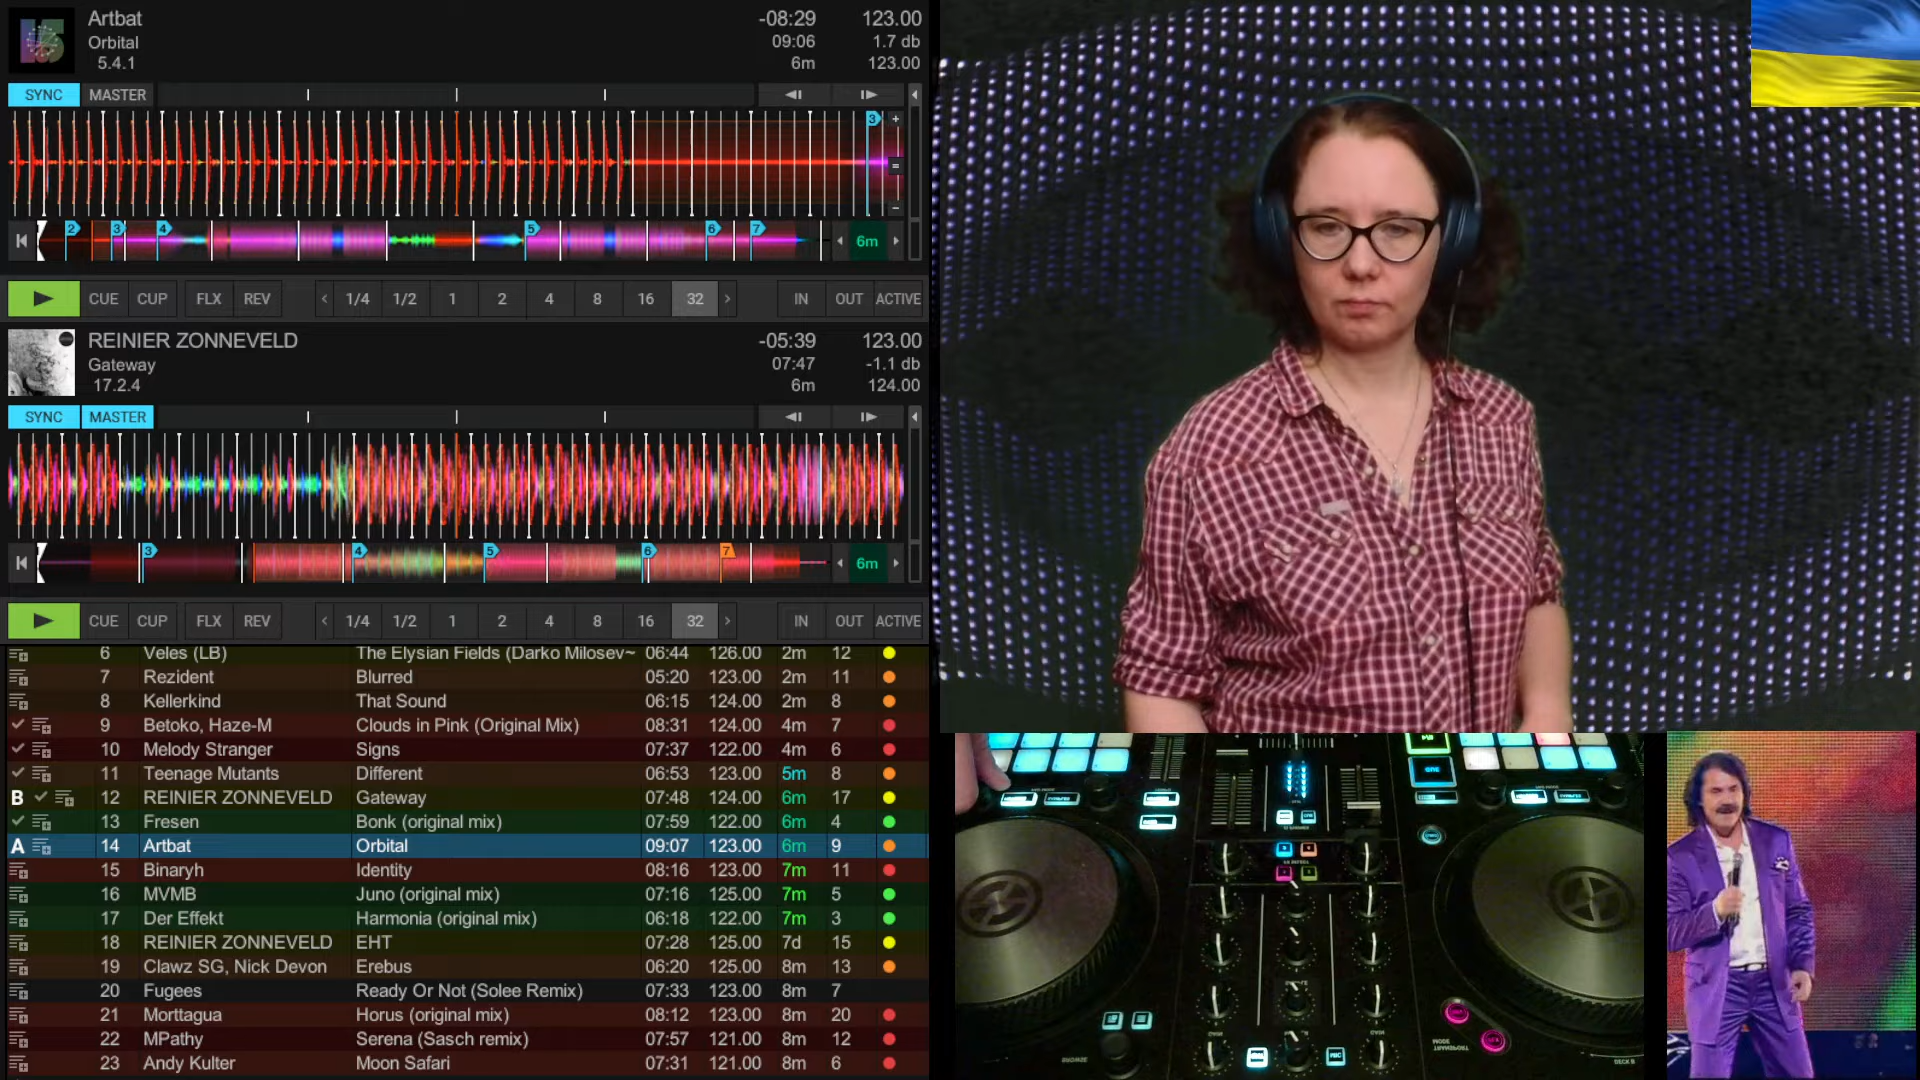 Artbat -08:29 123.00
Orbital 09:06 1.7 db
5.4.1 6m 123.00
SYNC MASTER
3
2 3 4 5 6 7 6m
CUE CUP FLX REV 1/4 1/2 1 2 4 8 16 32 IN OUT ACTIVE
REINIER ZONNEVELD -05:39 123.00
Gateway 07:47 -1.1 db
17.2.4 6m 124.00
SYNC MASTER
3 4 5 6 7 6m
CUE CUP FLX REV 1/4 1/2 1 2 4 8 16 32 IN OUT ACTIVE
6 Veles (LB) The Elysian Fields (Darko Milosev~ 06:44 126.00 2m 12
7 Rezident Blurred 05:20 123.00 2m 11
8 Kellerkind That Sound 06:15 124.00 2m 8
9 Betoko, Haze-M Clouds in Pink (Original Mix) 08:31 124.00 4m 7
10 Melody Stranger Signs 07:37 122.00 4m 6
11 Teenage Mutants Different 06:53 123.00 5m 8
B 12 REINIER ZONNEVELD Gateway 07:48 124.00 6m 17
13 Fresen Bonk (original mix) 07:59 122.00 6m 4
A 14 Artbat Orbital 09:07 123.00 6m 9
15 Binaryh Identity 08:16 123.00 7m 11
16 MVMB Juno (original mix) 07:16 125.00 7m 5
17 Der Effekt Harmonia (original mix) 06:18 122.00 7m 3
18 REINIER ZONNEVELD EHT 07:28 125.00 7d 15
19 Clawz SG, Nick Devon Erebus 06:20 125.00 8m 13
20 Fugees Ready Or Not (Solee Remix) 07:33 123.00 8m 7
21 Morttagua Horus (original mix) 08:12 123.00 8m 20
22 MPathy Serena (Sasch remix) 07:57 121.00 8m 12
23 Andy Kulter Moon Safari 07:31 121.00 8m 6